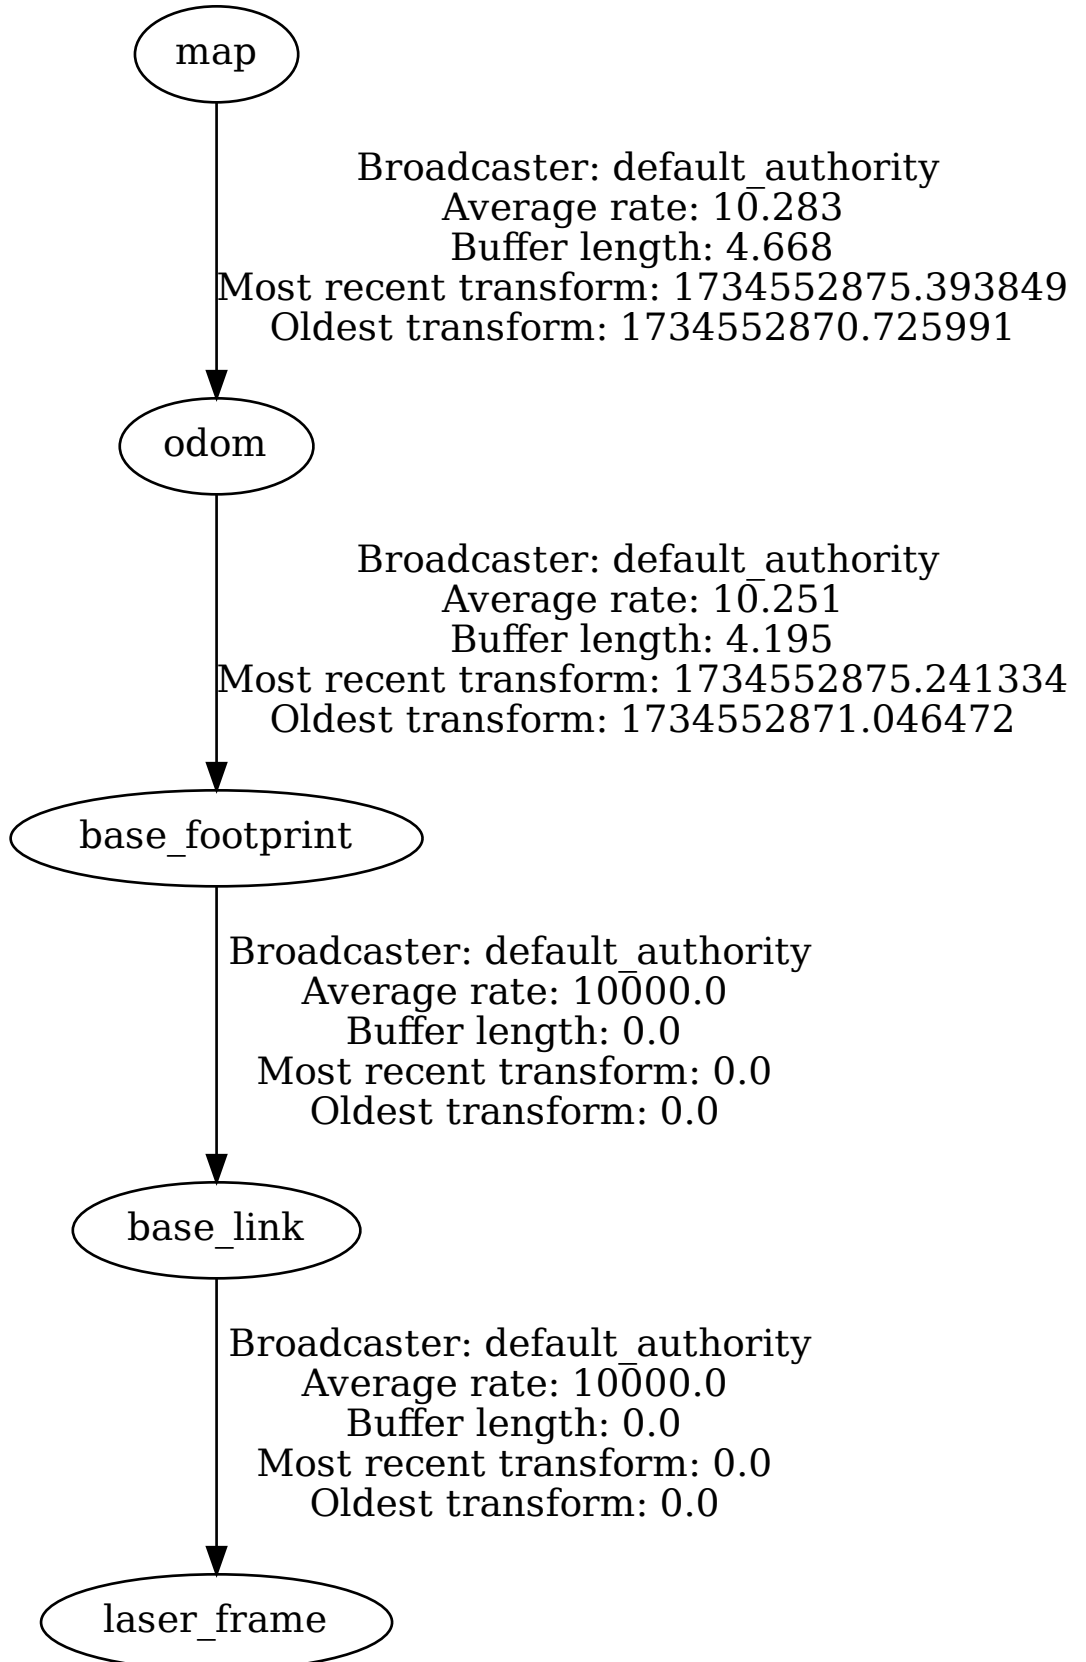 map
Broadcaster: default_authority
Average rate: 10.283
Buffer length: 4.668
Most recent transform: 1734552875.393849
Oldest transform: 1734552870.725991
odom
Broadcaster: default_authority
Average rate: 10.251
Buffer length: 4.195
Most recent transform: 1734552875.241334
Oldest transform: 1734552871.046472
base_footprint
Broadcaster: default_authority
Average rate: 10000.0
Buffer length: 0.0
Most recent transform: 0.0
Oldest transform: 0.0
base_link
Broadcaster: default_authority
Average rate: 10000.0
Buffer length: 0.0
Most recent transform: 0.0
Oldest transform: 0.0
laser_frame